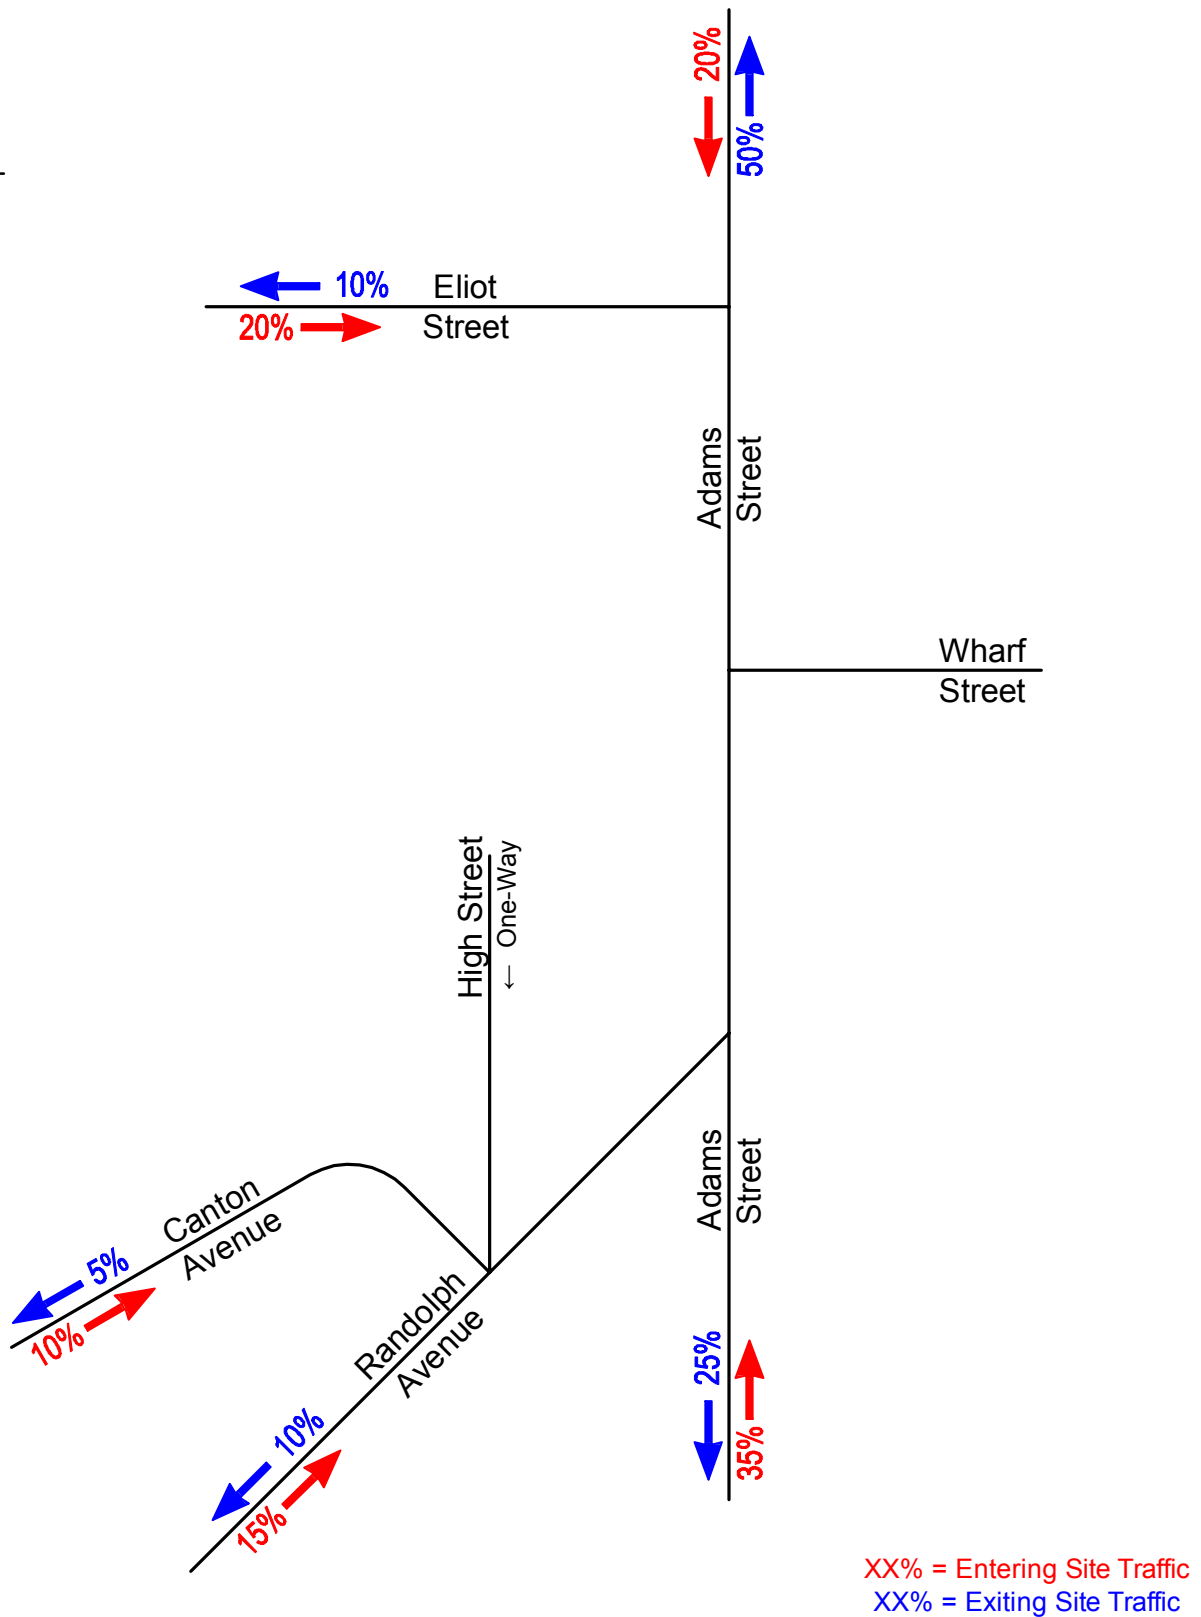 20%
50%
10%
Eliot
20%
Street
Adams
Street
Wharf
Street
High Street
← One-Way
Canton
Avenue
5%
10%
Randolph
Avenue
10%
15%
Adams
Street
25%
35%
XX% = Entering Site Traffic
XX% = Exiting Site Traffic